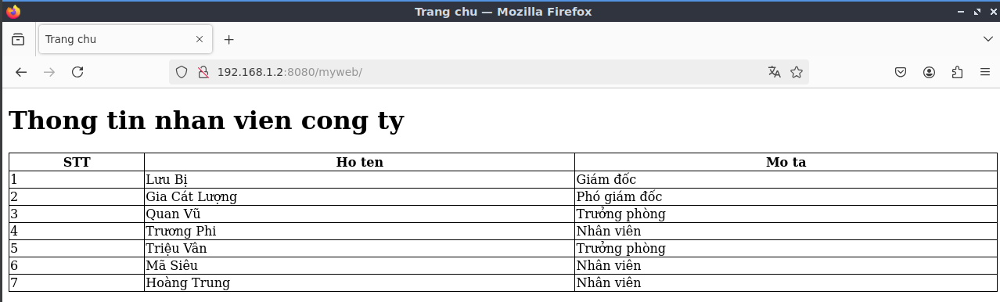 Trang chu — Mozilla Firefox
Trang chu
192.168.1.2:8080/myweb/
Thong tin nhan vien cong ty
STT Ho ten Mo ta
1 Lưu Bị Giám đốc
2 Gia Cát Lượng Phó giám đốc
3 Quan Vũ Trưởng phòng
4 Trương Phi Nhân viên
5 Triệu Vân Trưởng phòng
6 Mã Siêu Nhân viên
7 Hoàng Trung Nhân viên